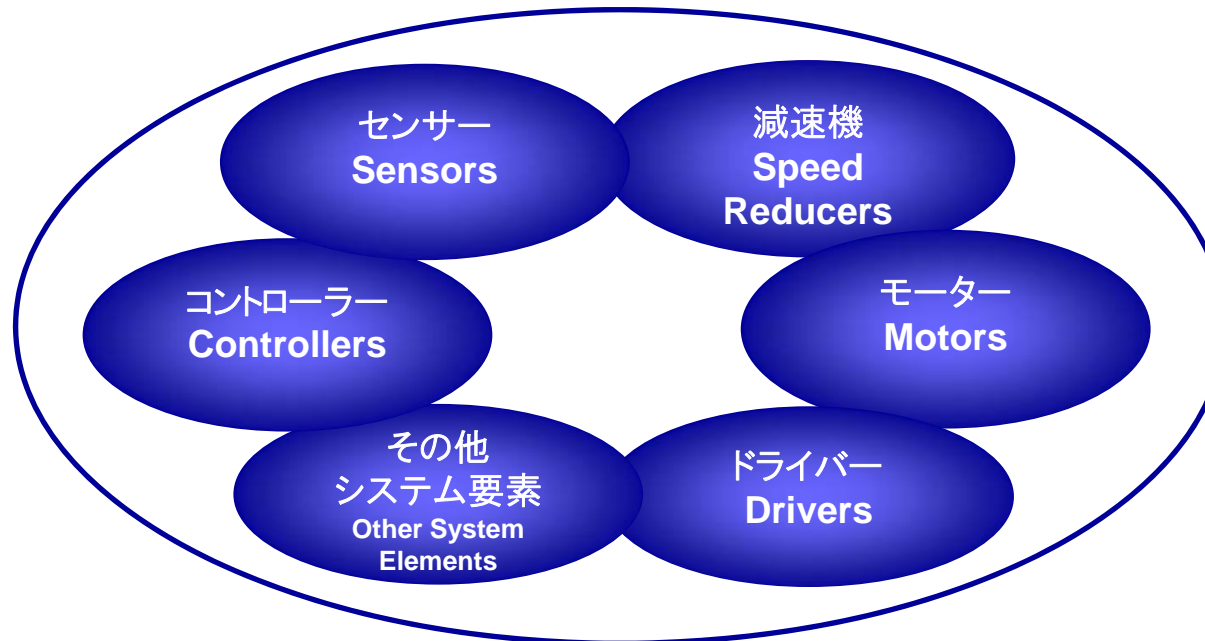 センサー
Sensors
減速機
Speed
Reducers
コントローラー
Controllers
モーター
Motors
その他
システム要素
Other System
Elements
ドライバー
Drivers